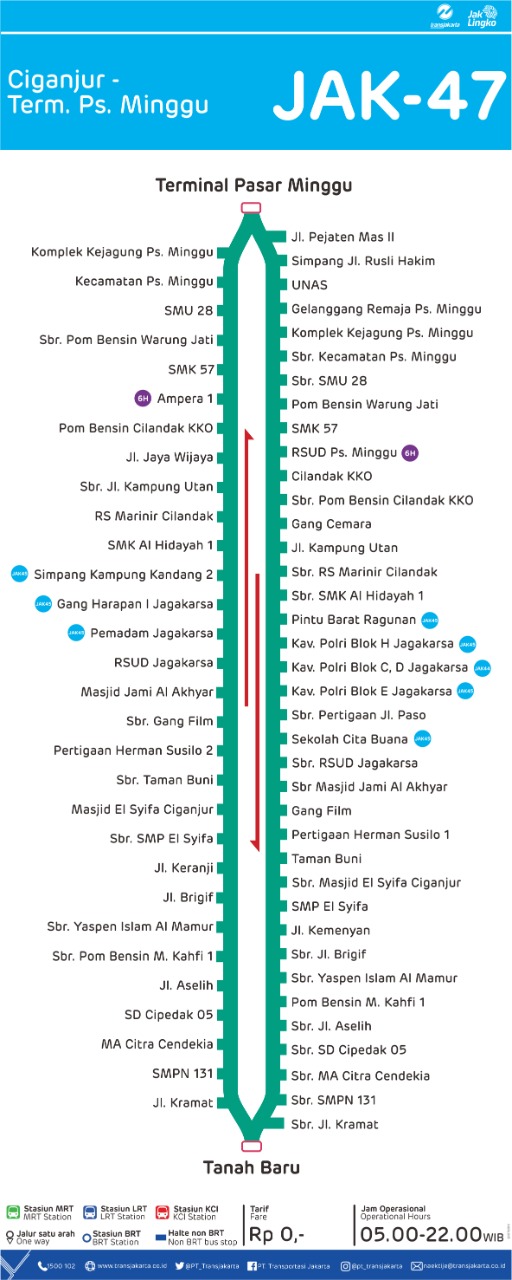 transjakarta
Jak
Lingko
Ciganjur -
Term. Ps. Minggu
JAK-47
Terminal Pasar Minggu
Komplek Kejagung Ps. Minggu
Kecamatan Ps. Minggu
SMU 28
Sbr. Pom Bensin Warung Jati
SMK 57
6H Ampera 1
Pom Bensin Cilandak KKO
Jl. Jaya Wijaya
Sbr. Jl. Kampung Utan
RS Marinir Cilandak
SMK Al Hidayah 1
Simpang Kampung Kandang 2
Gang Harapan I Jagakarsa
Pemadam Jagakarsa
RSUD Jagakarsa
Masjid Jami Al Akhyar
Sbr. Gang Film
Pertigaan Herman Susilo 2
Sbr. Taman Buni
Masjid El Syifa Ciganjur
Sbr. SMP El Syifa
Jl. Keranji
Jl. Brigif
Sbr. Yaspen Islam Al Mamur
Sbr. Pom Bensin M. Kahfi 1
Jl. Aselih
SD Cipedak 05
MA Citra Cendekia
SMPN 131
Jl. Kramat
Jl. Pejaten Mas II
Simpang Jl. Rusli Hakim
UNAS
Gelanggang Remaja Ps. Minggu
Komplek Kejagung Ps. Minggu
Sbr. Kecamatan Ps. Minggu
Sbr. SMU 28
Pom Bensin Warung Jati
SMK 57
RSUD Ps. Minggu 6H
Cilandak KKO
Sbr. Pom Bensin Cilandak KKO
Gang Cemara
Jl. Kampung Utan
Sbr. RS Marinir Cilandak
Sbr. SMK Al Hidayah 1
Pintu Barat Ragunan
Kav. Polri Blok H Jagakarsa
Kav. Polri Blok C, D Jagakarsa
Kav. Polri Blok E Jagakarsa
Sbr. Pertigaan Jl. Paso
Sekolah Cita Buana
Sbr. RSUD Jagakarsa
Sbr Masjid Jami Al Akhyar
Gang Film
Pertigaan Herman Susilo 1
Taman Buni
Sbr. Masjid El Syifa Ciganjur
SMP El Syifa
Jl. Kemenyan
Sbr. Jl. Brigif
Sbr. Yaspen Islam Al Mamur
Pom Bensin M. Kahfi 1
Sbr. Jl. Aselih
Sbr. SD Cipedak 05
Sbr. MA Citra Cendekia
Sbr. SMPN 131
Sbr. Jl. Kramat
Tanah Baru
Stasiun MRT
MRT Station
Stasiun LRT
LRT Station
Stasiun KCI
KCI Station
Jalur satu arah
One way
Stasiun BRT
BRT Station
Halte non BRT
Non BRT bus stop
Tarif
Fare
Rp 0,-
Jam Operasional
Operational Hours
05.00-22.00 WIB
1500 102
www.transjakarta.co.id
@PT_Transjakarta
PT Transportasi Jakarta
@pt_transjakarta
naektije@transjakarta.co.id